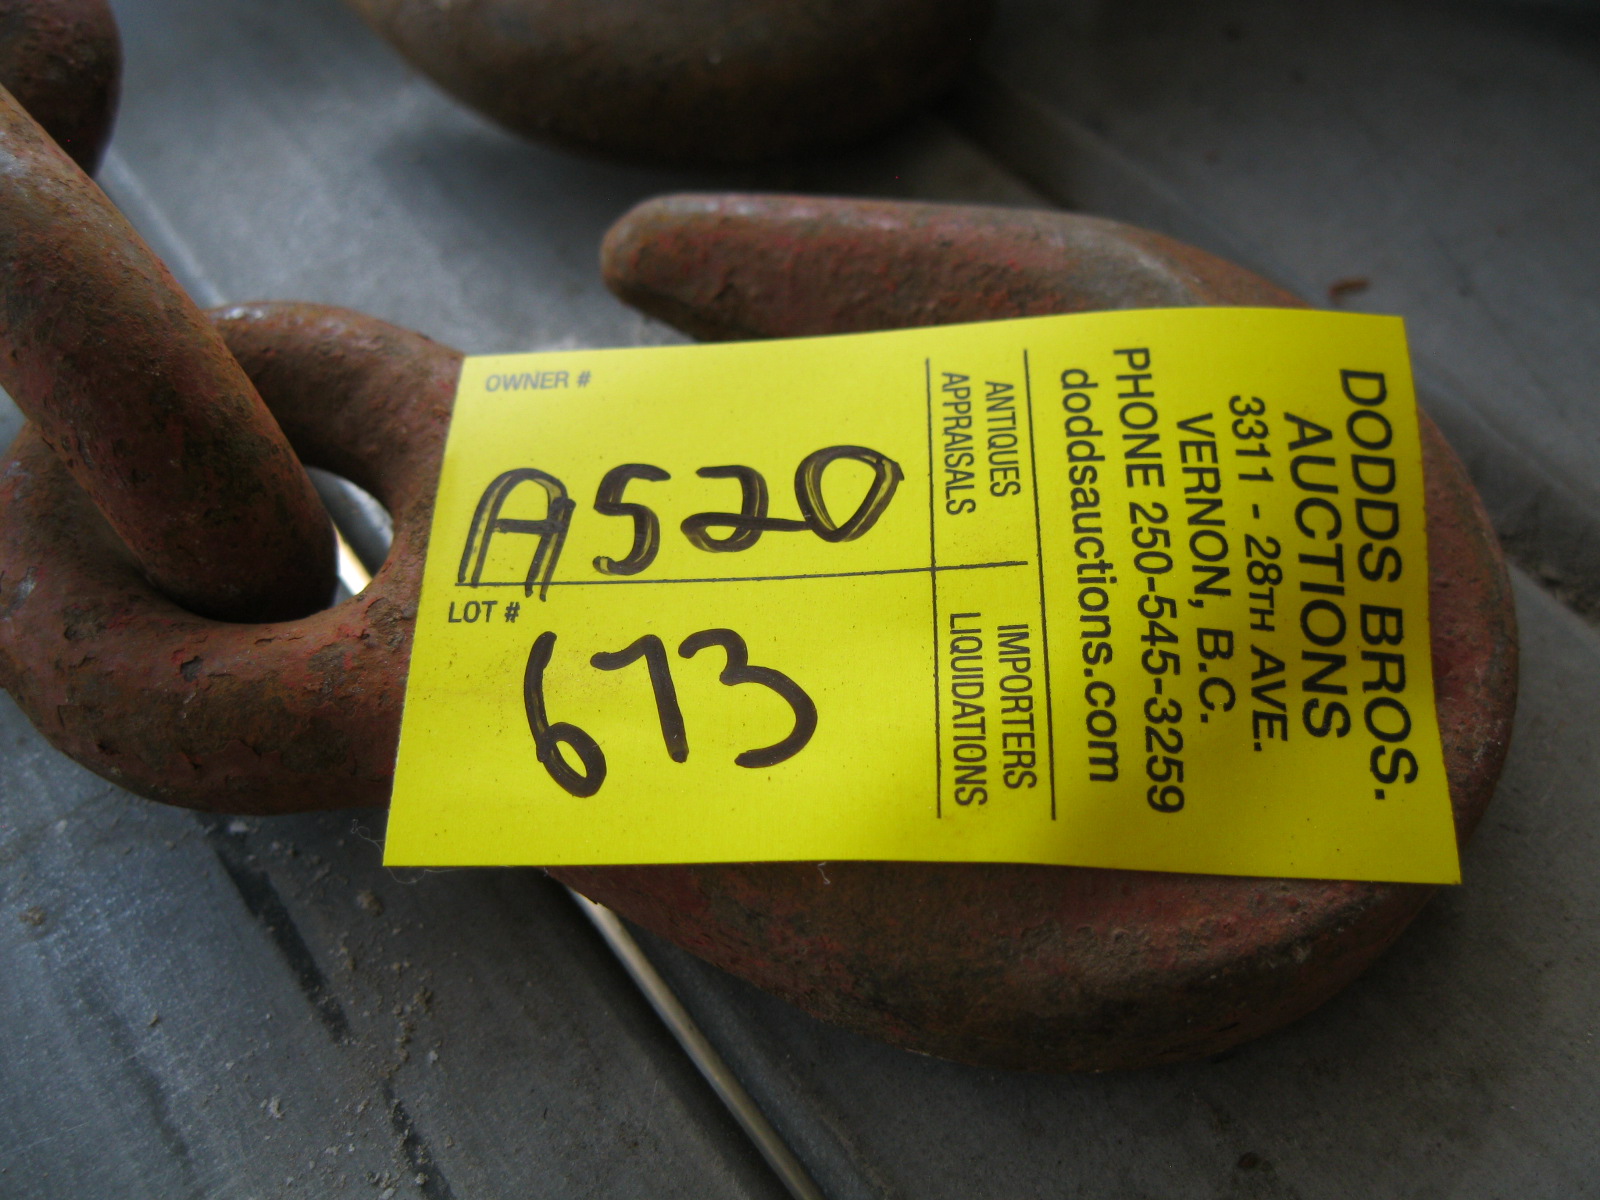 DODDS BROS.
AUCTIONS
3311 - 28TH AVE.
VERNON, B.C.
PHONE 250-545-3259
doddsauctions.com
ANTIQUES
APPRAISALS
IMPORTERS
LIQUIDATIONS
OWNER #
A520
LOT #
673